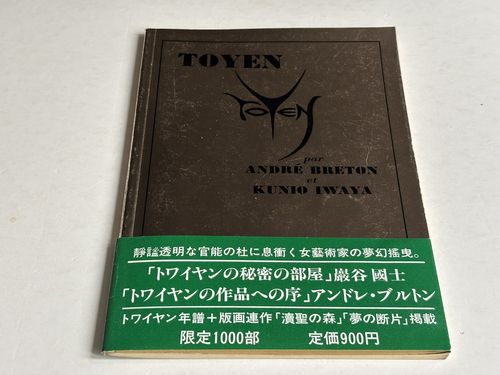 TOYEN
TOYEN
par
ANDRÉ BRETON
et
KUNIO IWAYA
靜謐透明な官能の杜に息衝く女藝術家の夢幻搖曳。
「トワイヤンの秘密の部屋」巖谷 國士
「トワイヤンの作品への序」アンドレ・ブルトン
トワイヤン年譜+版画連作「瀆聖の森」「夢の断片」掲載
限定1000部 定価900円